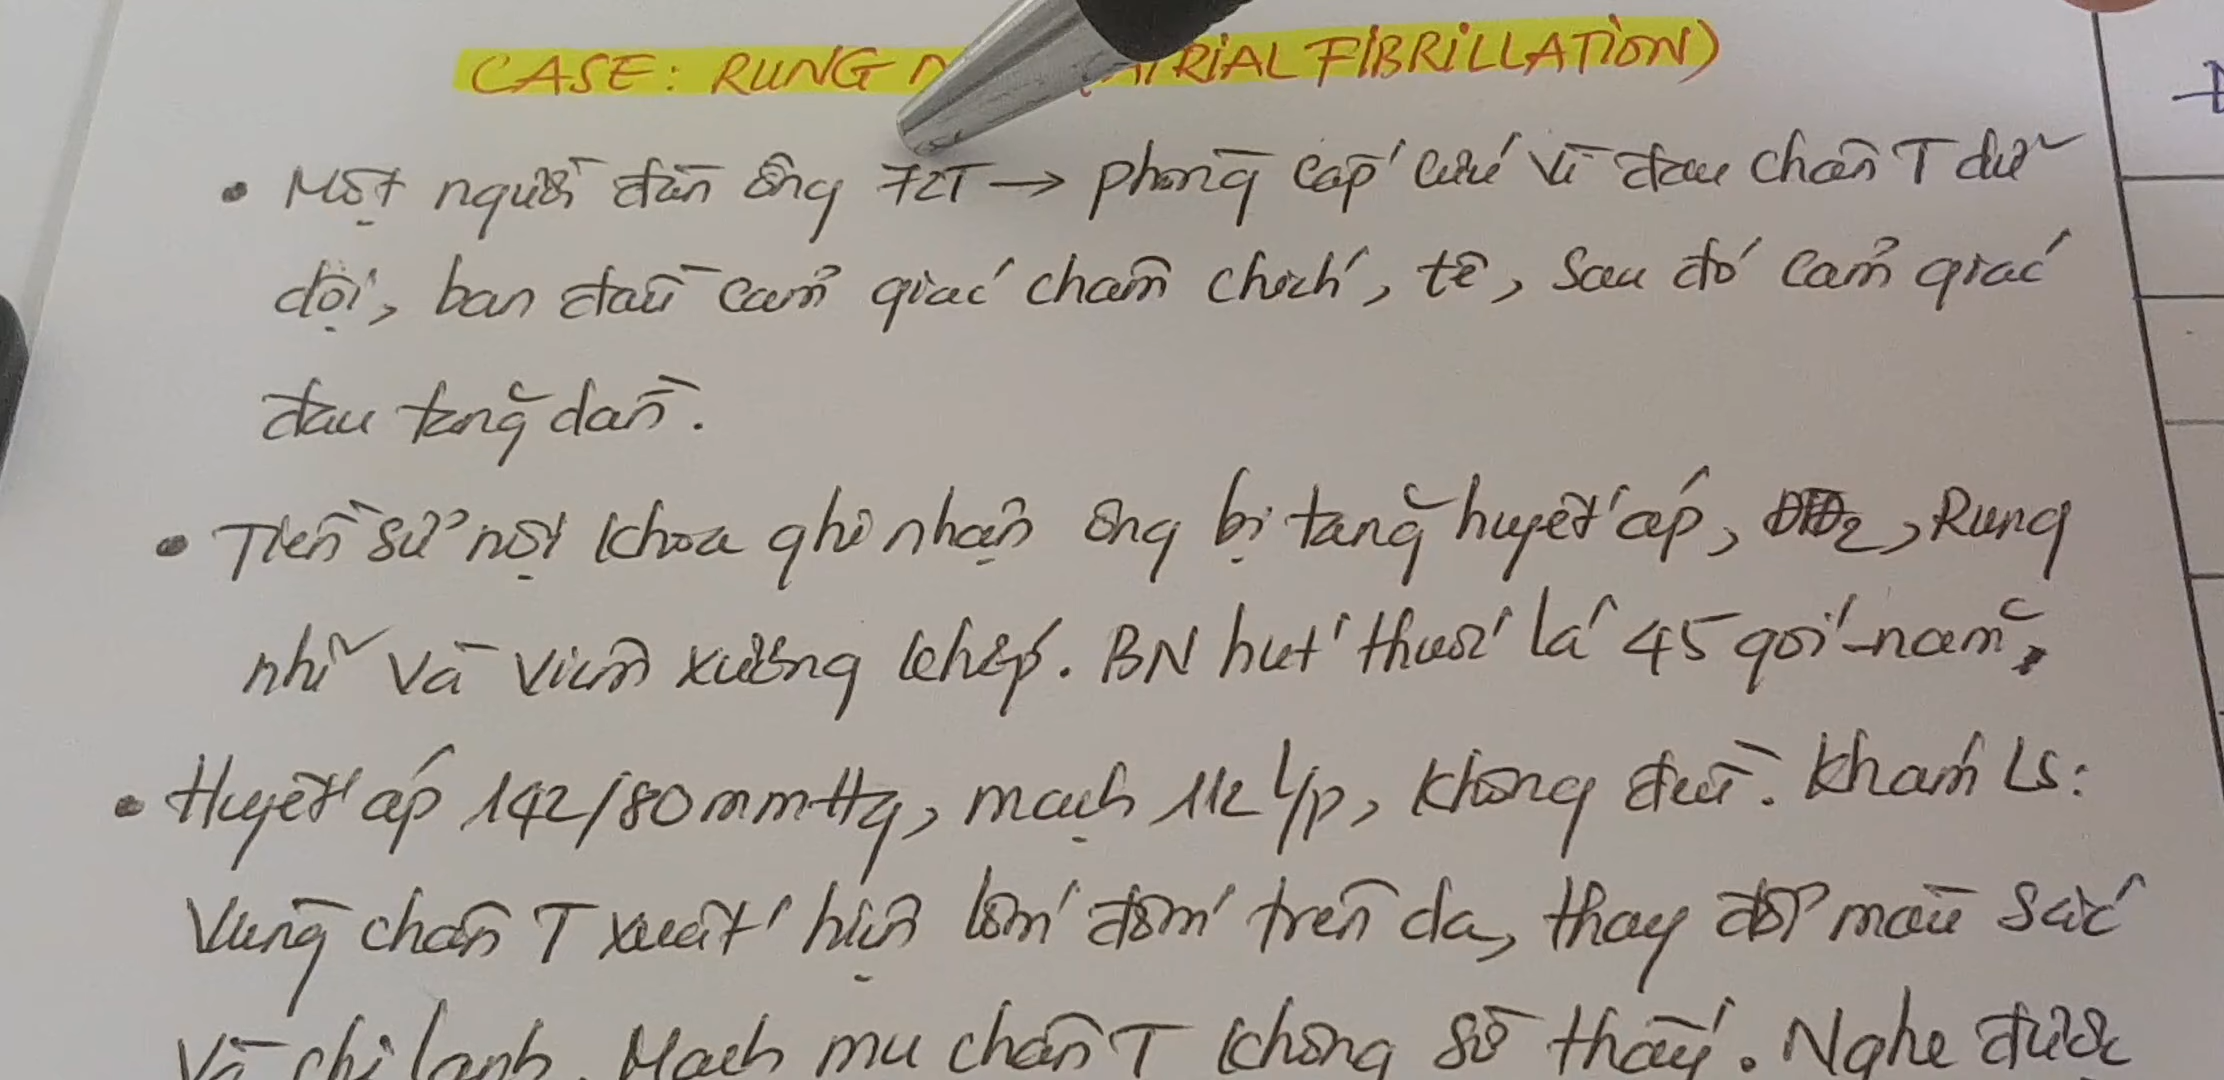 CASE: RUNG ATRIAL FIBRILLATION)
• Một người đàn ông 72T → phòng cấp cứu vì đau chân T dữ
dội, ban đầu cảm giác châm chích, tê, sau đó cảm giác
đau tăng dần.
• Tiền sử nội khoa ghi nhận ông bị tăng huyết áp, ĐTĐ2, Rung
nhĩ và viêm xương khớp. BN hút thuốc lá 45 gói-năm,
• Huyết áp 142/80mmHg, mạch 112 l/p, không đều. Khám LS:
Vùng chân T xuất hiện lốm đốm trên da, thay đổi màu sắc
Và chi lạnh. Mạch mu chân T không sờ thấy. Nghe được